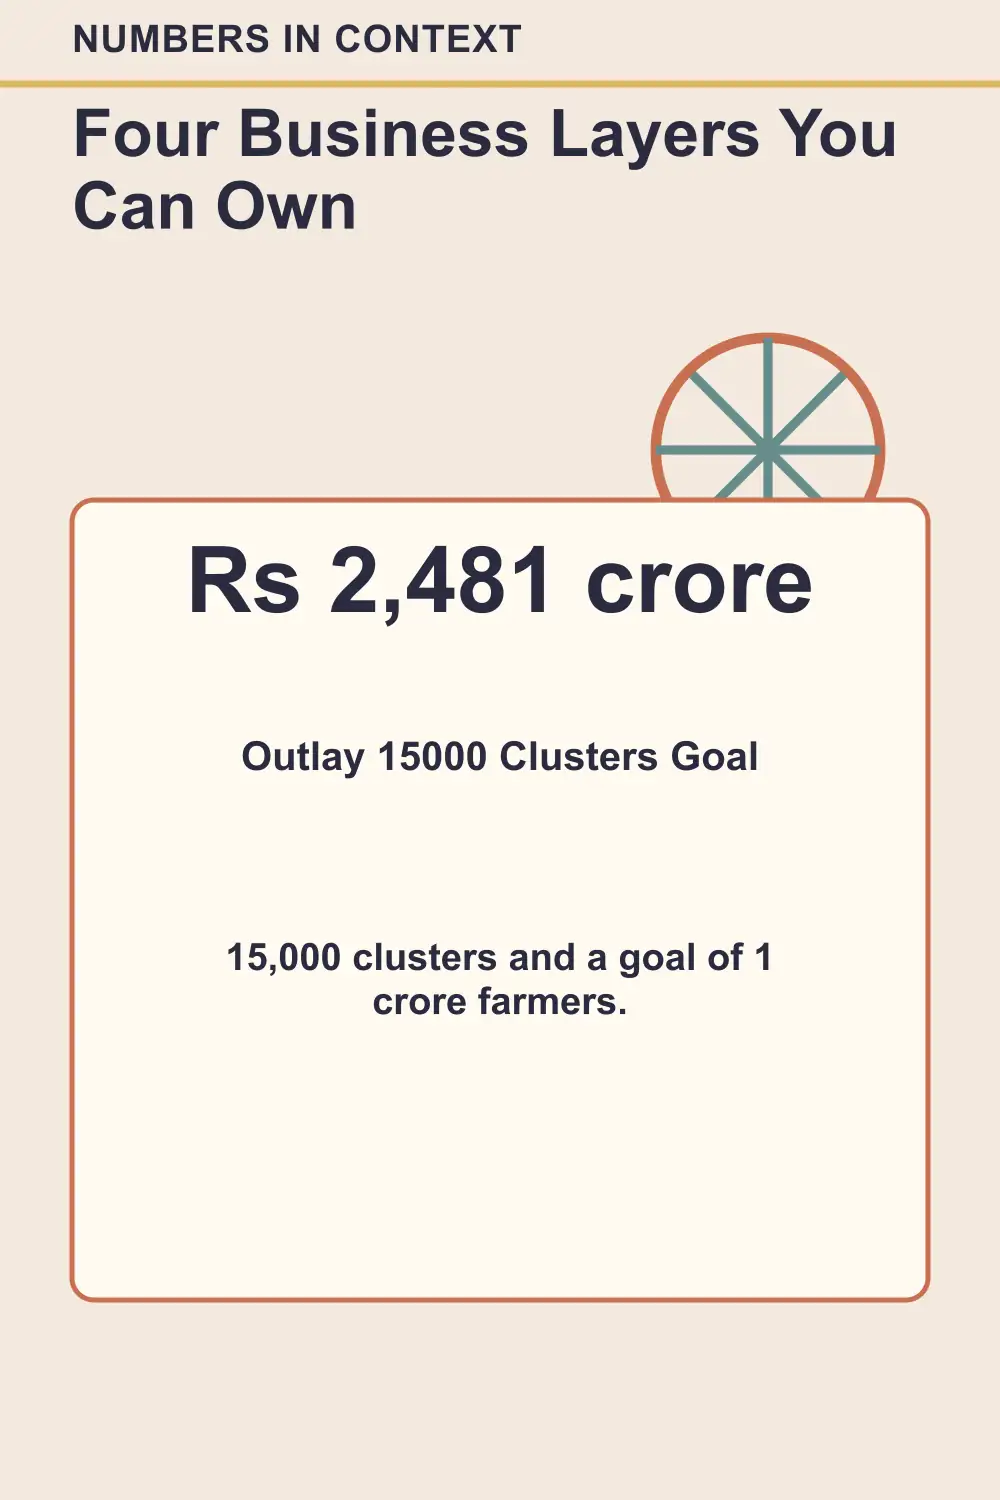 NUMBERS IN CONTEXT
Four Business Layers You
Can Own
Rs 2,481 crore
Outlay 15000 Clusters Goal
15,000 clusters and a goal of 1
crore farmers.